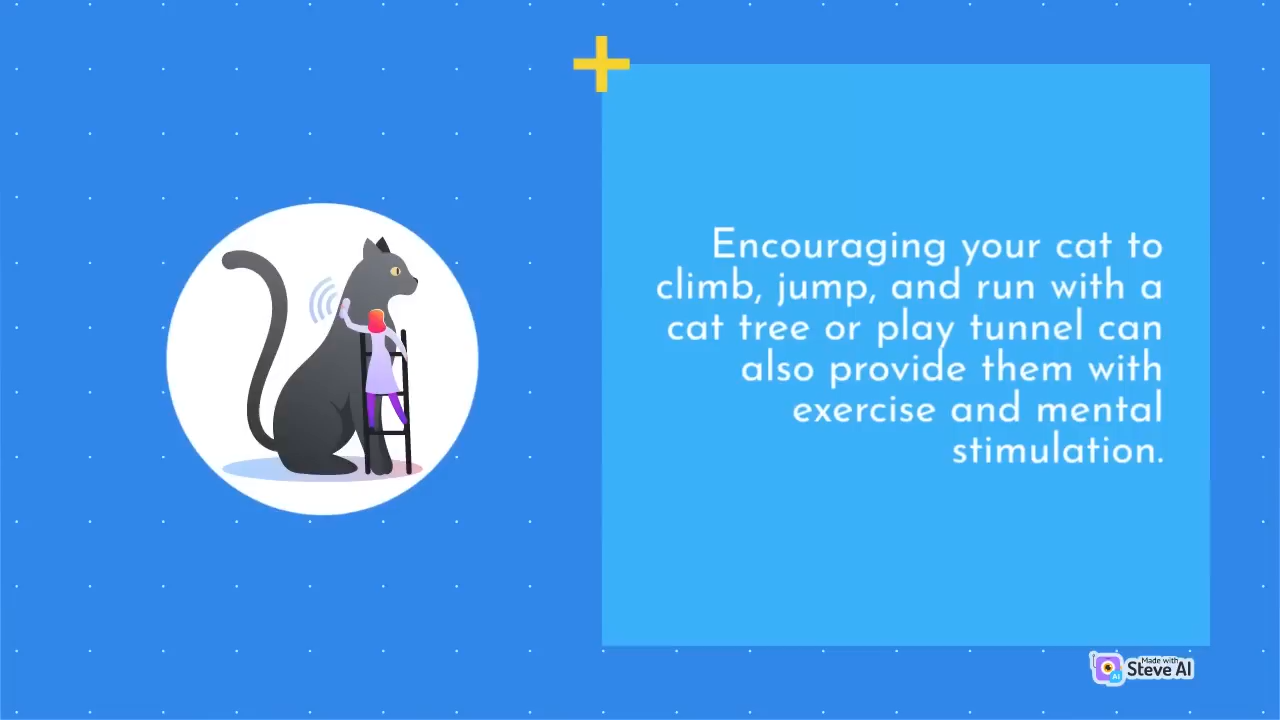 Encouraging your cat to
climb, jump, and run with a
cat tree or play tunnel can
also provide them with
exercise and mental
stimulation.
Made with
Steve AI
AI